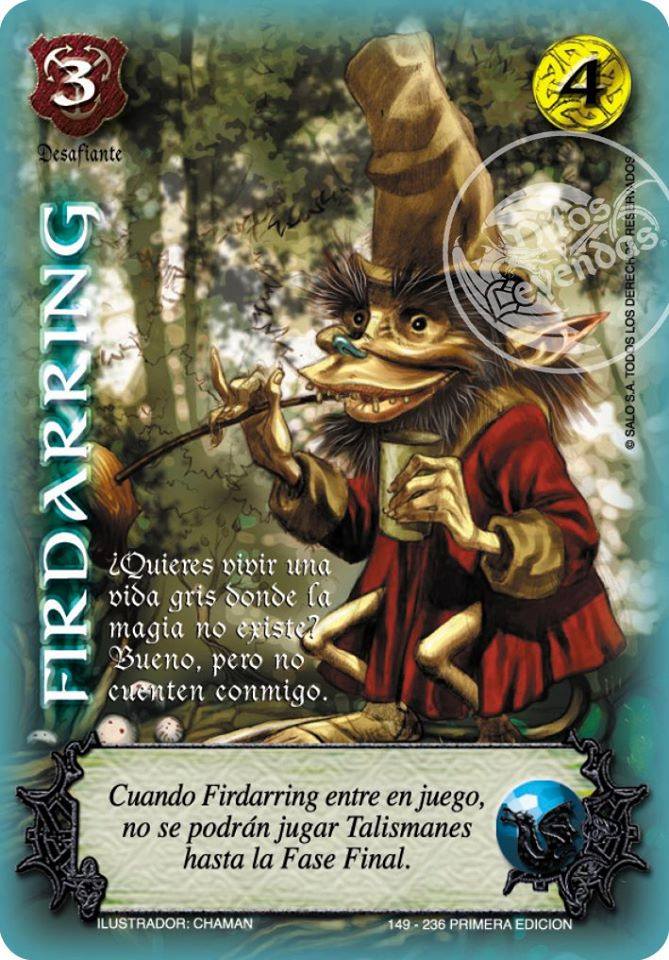 3
4
Desafiante
FIRDARRING
Mitos
Leyendas
© SALO S.A. TODOS LOS DERECHOS RESERVADOS
¿Quieres vivir una
vida gris donde la
magia no existe?
Bueno, pero no
cuenten conmigo.
Cuando Firdarring entre en juego,
no se podrán jugar Talismanes
hasta la Fase Final.
ILUSTRADOR: CHAMAN
149 - 236 PRIMERA EDICION